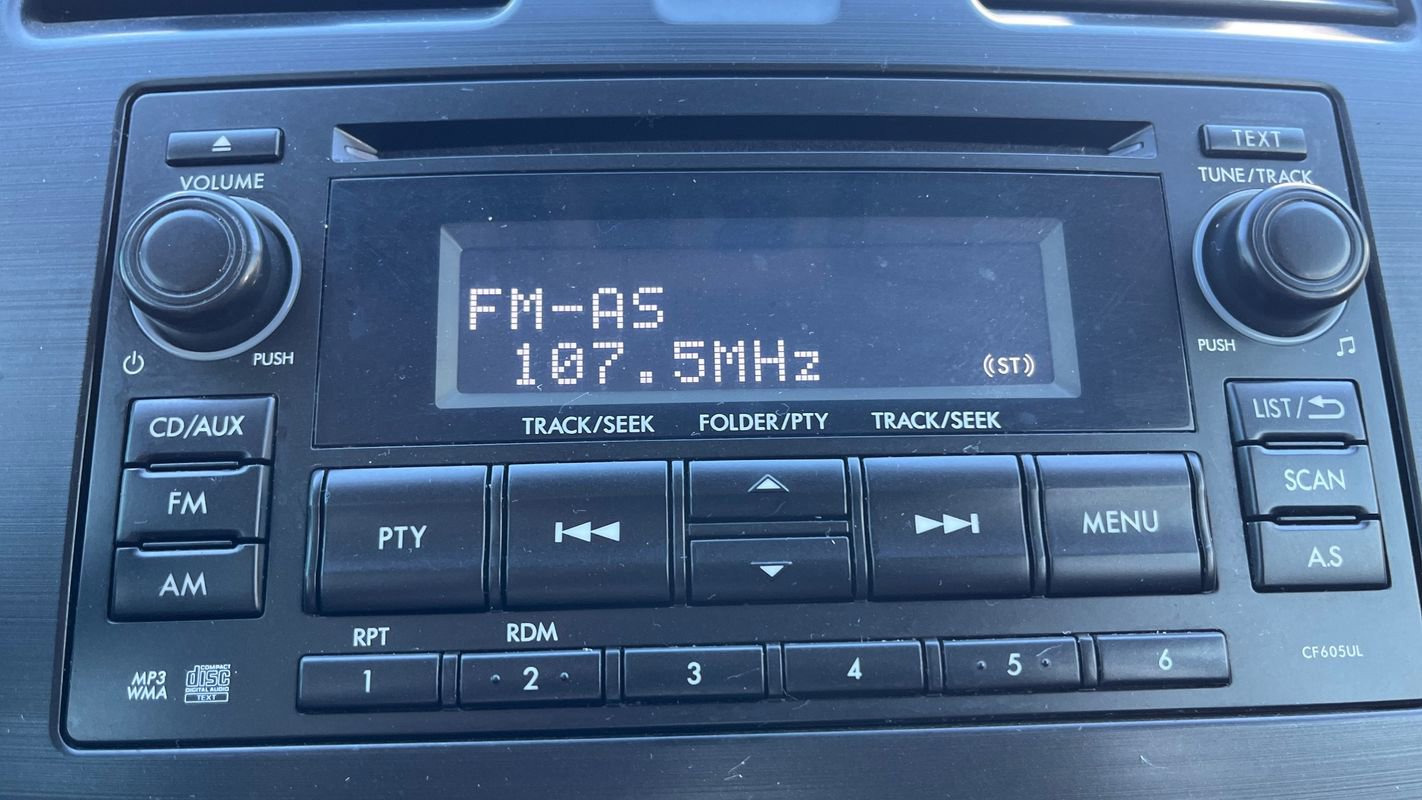 TEXT
VOLUME
TUNE/TRACK
FM-AS
107.5MHz
(ST)
PUSH
PUSH
TRACK/SEEK FOLDER/PTY TRACK/SEEK
CD/AUX
FM
AM
PTY
MENU
LIST/
SCAN
A.S
RPT RDM
1 2 3 4 5 6
MP3
WMA
COMPACT
disc
DIGITAL AUDIO
TEXT
CF605UL